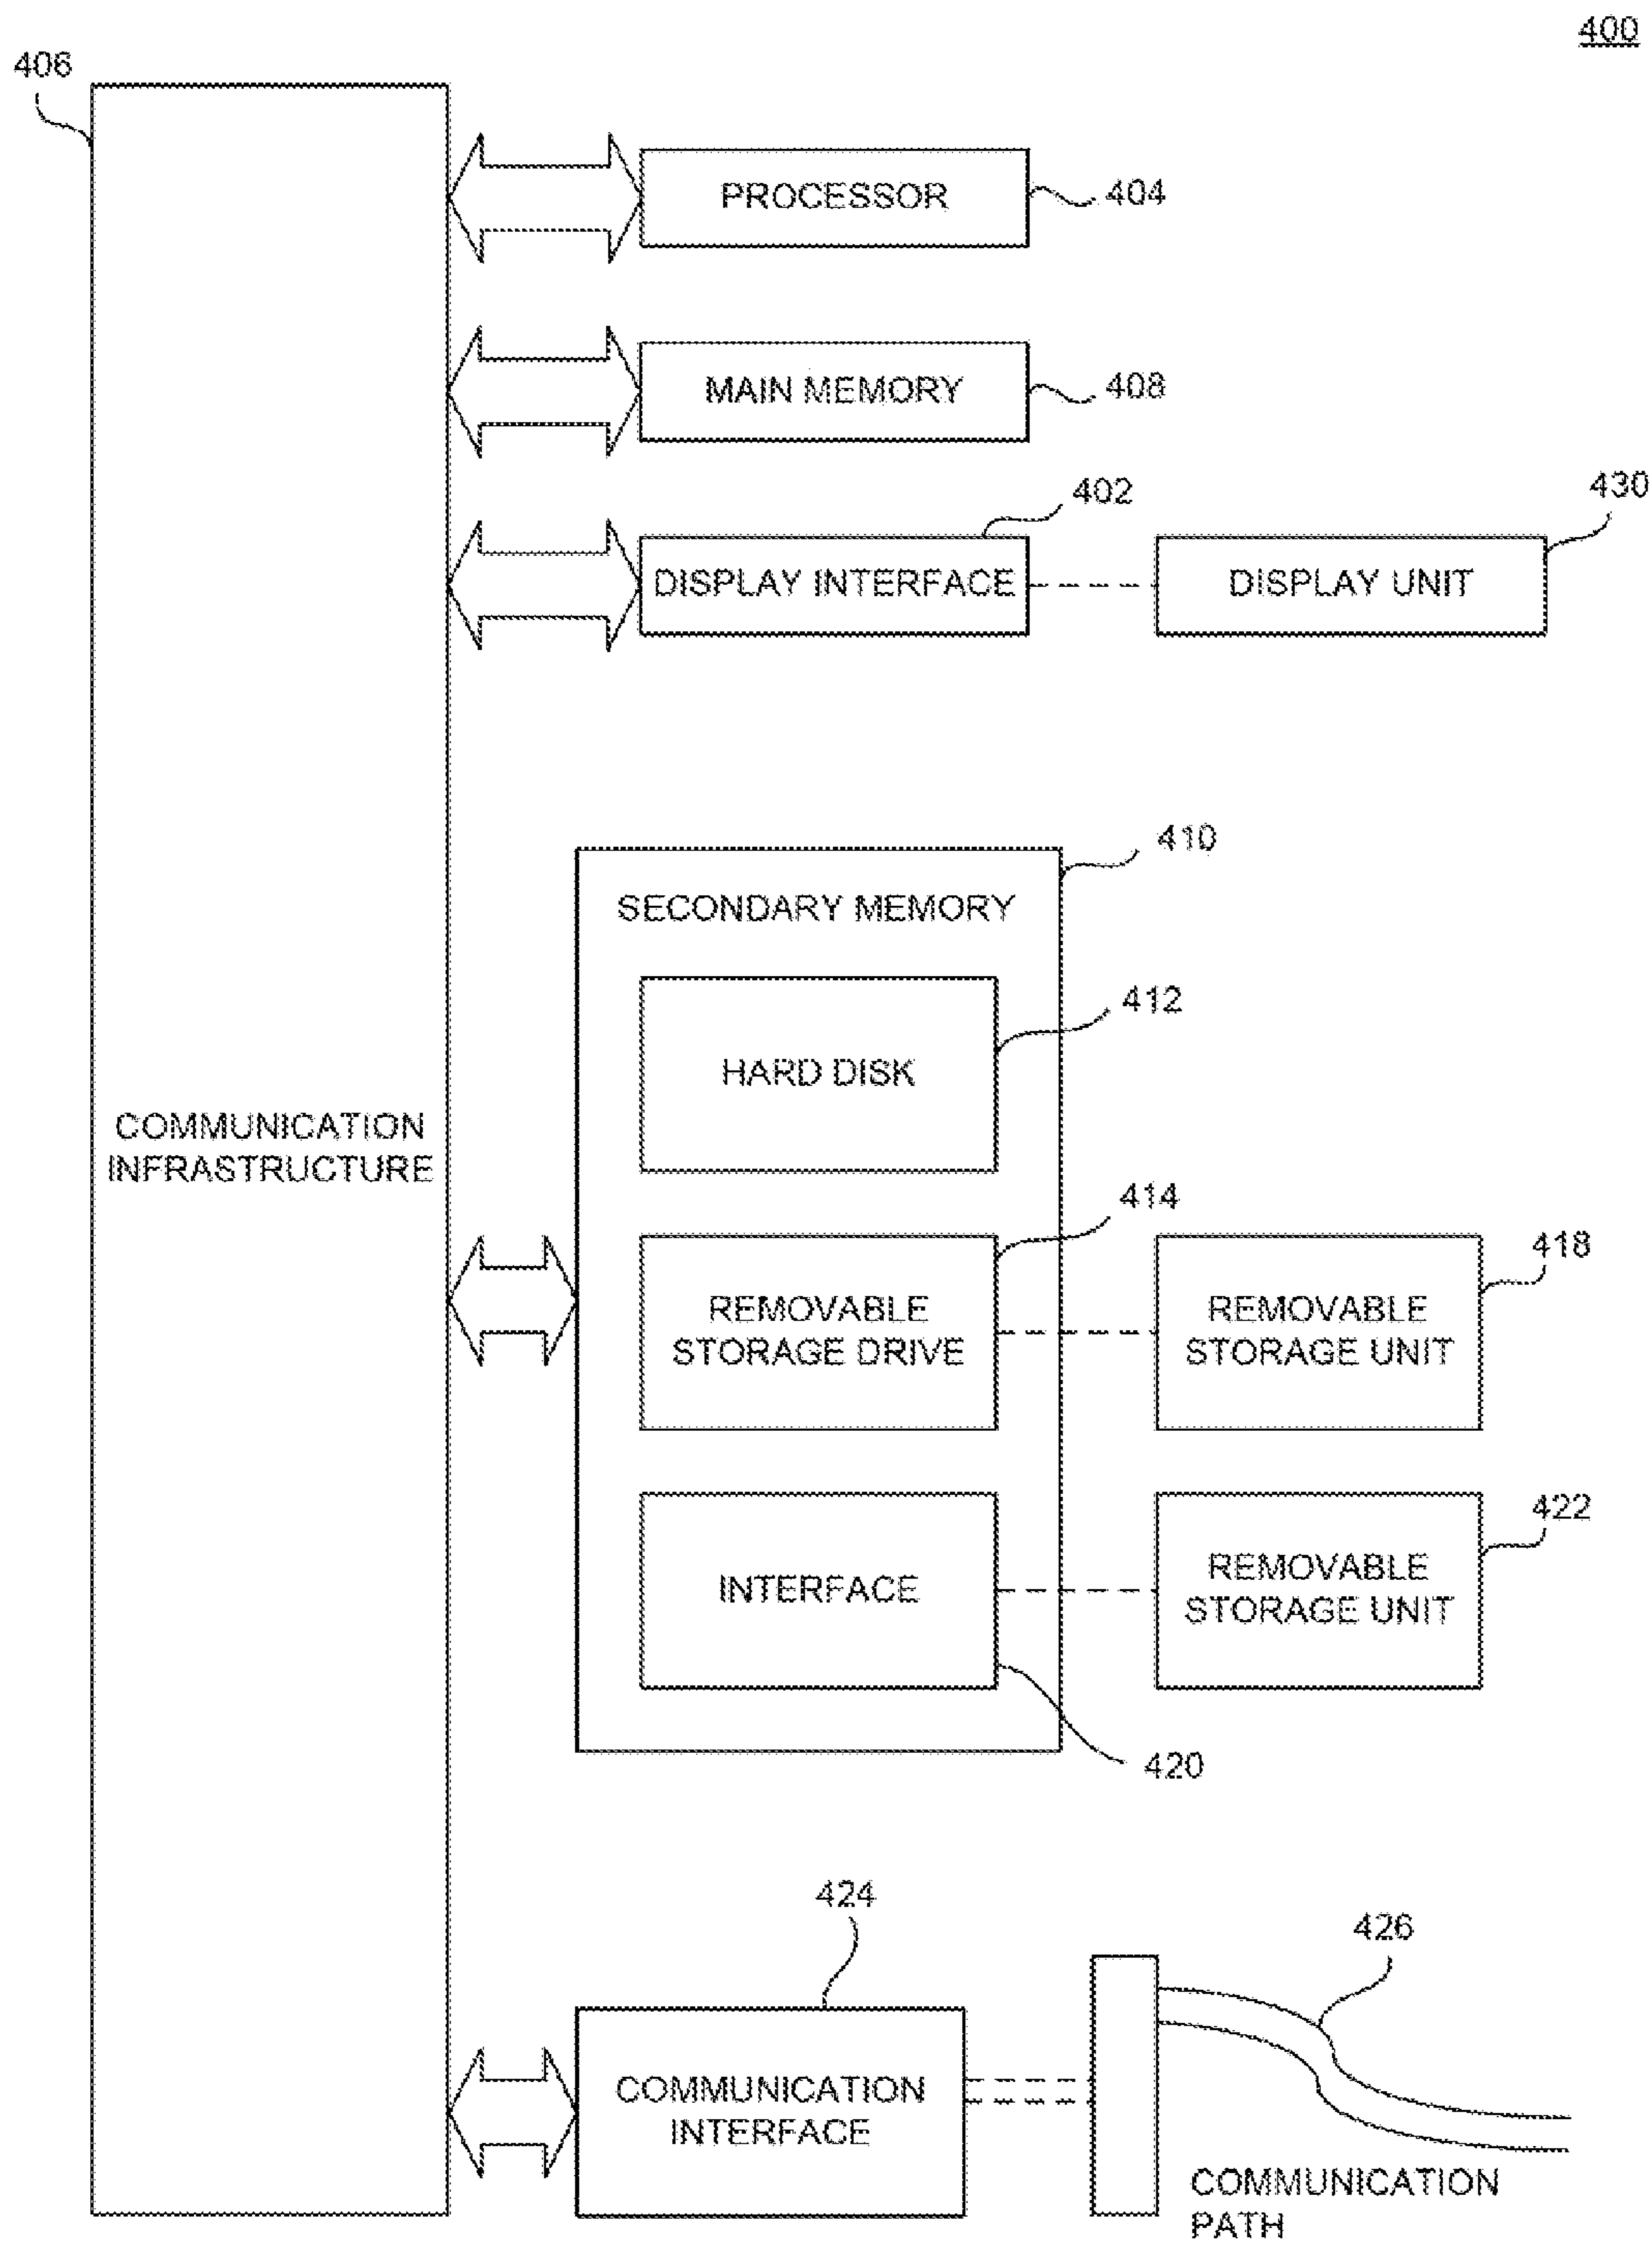 400
406
PROCESSOR
404
MAIN MEMORY
408
402
430
DISPLAY INTERFACE
DISPLAY UNIT
410
SECONDARY MEMORY
412
HARD DISK
COMMUNICATION
INFRASTRUCTURE
414
418
REMOVABLE
STORAGE DRIVE
REMOVABLE
STORAGE UNIT
422
INTERFACE
REMOVABLE
STORAGE UNIT
420
424
426
COMMUNICATION
INTERFACE
COMMUNICATION
PATH